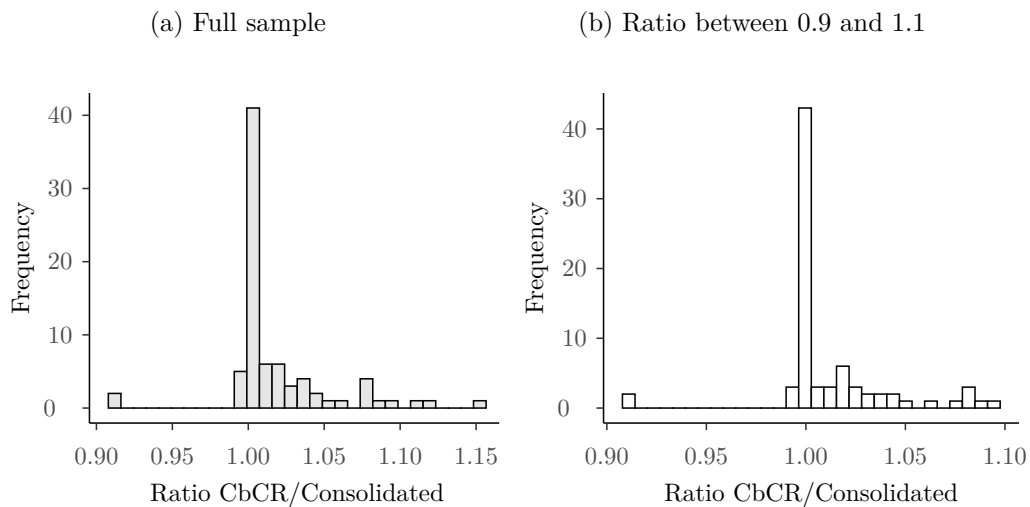 (a) Full sample
Frequency
40
30
20
10
0
0.90 0.95 1.00 1.05 1.10 1.15
Ratio CbCR/Consolidated
(b) Ratio between 0.9 and 1.1
Frequency
40
30
20
10
0
0.90 0.95 1.00 1.05 1.10
Ratio CbCR/Consolidated